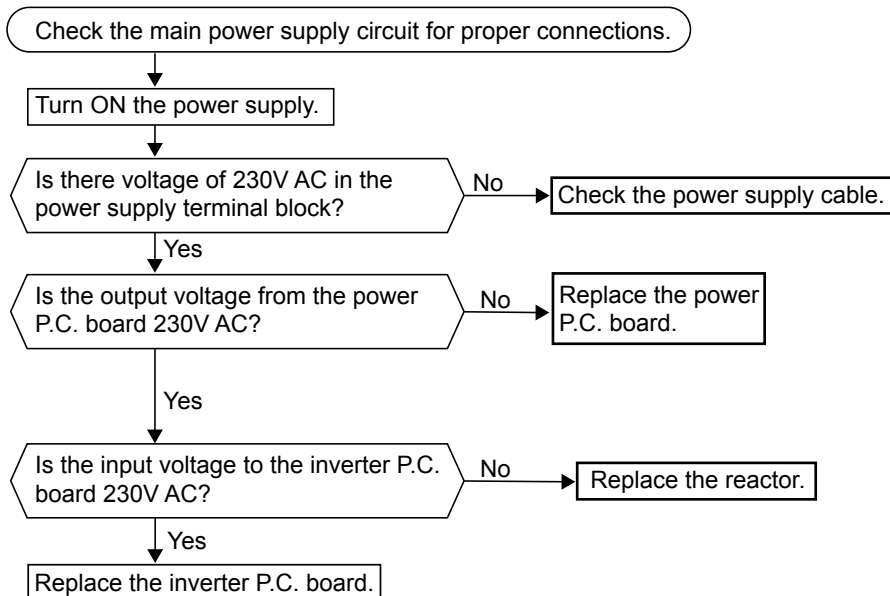 Check the main power supply circuit for proper connections.
Turn ON the power supply.
Is there voltage of 230V AC in the
power supply terminal block?
No
Check the power supply cable.
Yes
Is the output voltage from the power
P.C. board 230V AC?
No
Replace the power
P.C. board.
Yes
Is the input voltage to the inverter P.C.
board 230V AC?
No
Replace the reactor.
Yes
Replace the inverter P.C. board.